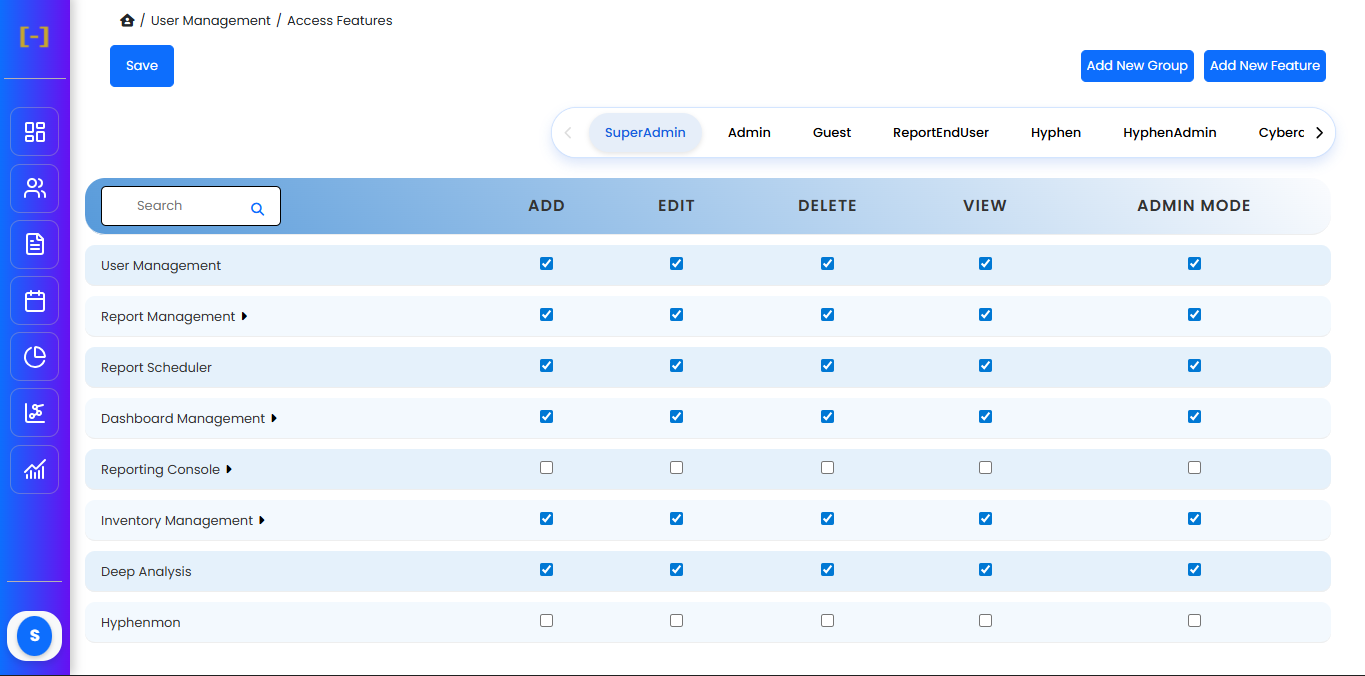 [-]
/ User Management / Access Features
Save
Add New Group
Add New Feature
SuperAdmin Admin Guest ReportEndUser Hyphen HyphenAdmin Cyberc
Search ADD EDIT DELETE VIEW ADMIN MODE
User Management
Report Management
Report Scheduler
Dashboard Management
Reporting Console
Inventory Management
Deep Analysis
Hyphenmon
S